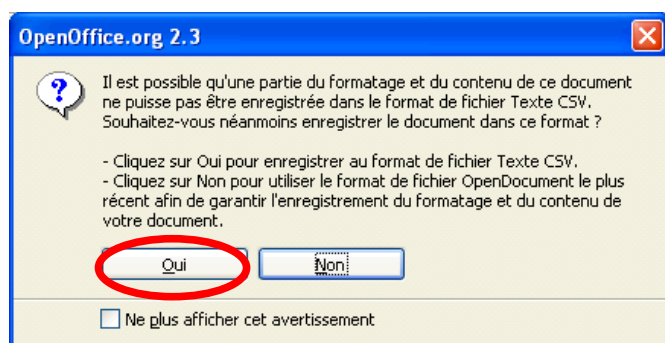 OpenOffice.org 2.3
Il est possible qu'une partie du formatage et du contenu de ce document
ne puisse pas être enregistrée dans le format de fichier Texte CSV.
Souhaitez-vous néanmoins enregistrer le document dans ce format ?
- Cliquez sur Oui pour enregistrer au format de fichier Texte CSV.
- Cliquez sur Non pour utiliser le format de fichier OpenDocument le plus
récent afin de garantir l'enregistrement du formatage et du contenu de
votre document.
Oui
Non
Ne plus afficher cet avertissement